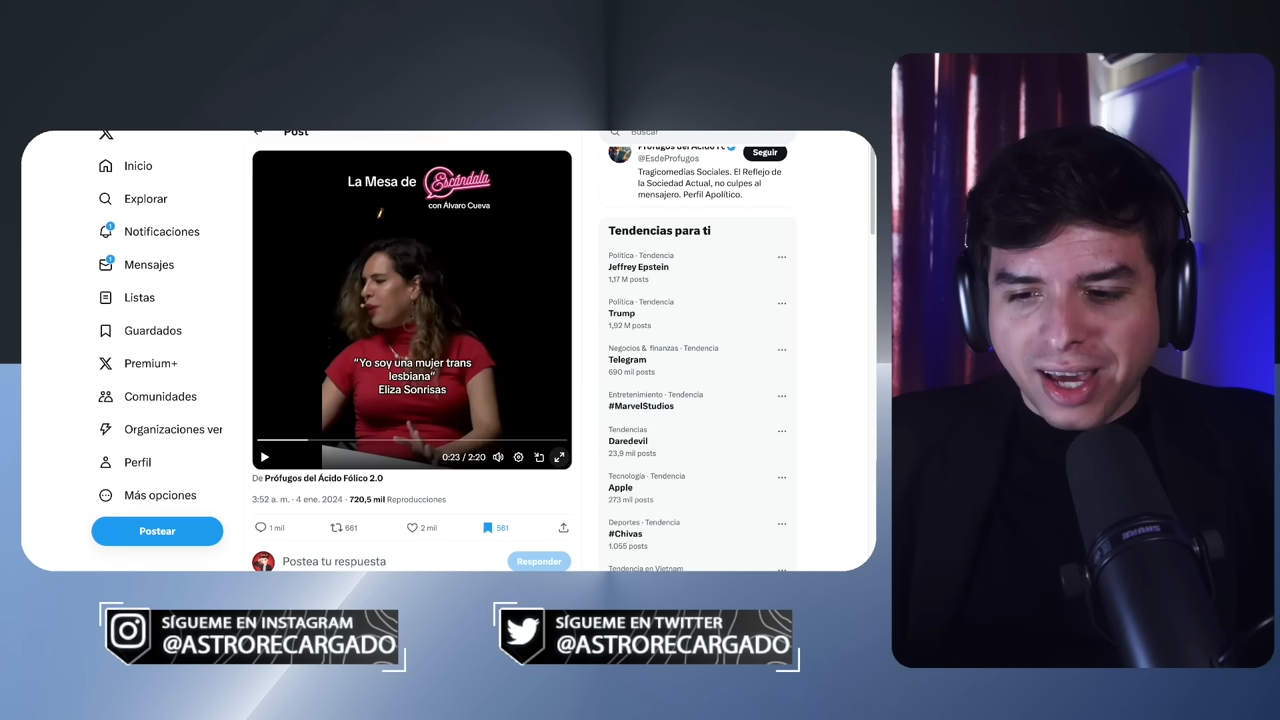 Post
Inicio
Explorar
Notificaciones
Mensajes
Listas
Guardados
Premium+
Comunidades
Organizaciones ver
Perfil
Más opciones
Postear
La Mesa de Escándala
con Álvaro Cueva
"Yo soy una mujer trans
lesbiana"
Eliza Sonrisas
0:23 / 2:20
De Prófugos del Ácido Fólico 2.0
3:52 a. m. · 4 ene. 2024 · 720,5 mil Reproducciones
1 mil
661
2 mil
561
Postea tu respuesta
Responder
Buscar
@EsdeProfugos
Seguir
Tragicomedias Sociales. El Reflejo de
la Sociedad Actual, no culpes al
mensajero. Perfil Apolítico.
Tendencias para ti
Política · Tendencia
Jeffrey Epstein
1,17 M posts
Política · Tendencia
Trump
1,92 M posts
Negocios & finanzas · Tendencia
Telegram
690 mil posts
Entretenimiento · Tendencia
#MarvelStudios
Tendencias
Daredevil
23,9 mil posts
Tecnología · Tendencia
Apple
273 mil posts
Deportes · Tendencia
#Chivas
1.055 posts
Tendencia en Vietnam
SÍGUEME EN INSTAGRAM
@ASTRORECARGADO
SÍGUEME EN TWITTER
@ASTRORECARGADO
SHURE